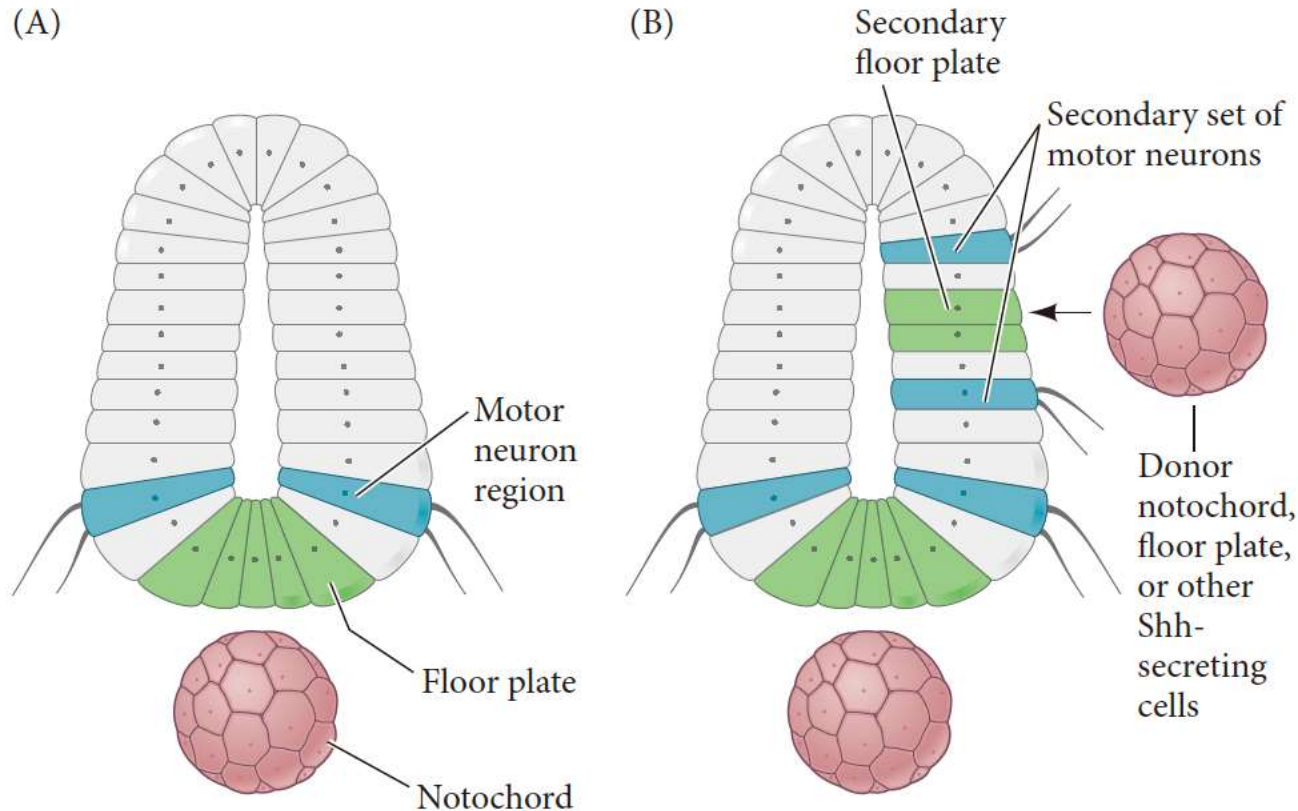 (A)
Motor
neuron
region
Floor plate
Notochord
(B)
Secondary
floor plate
Secondary set of
motor neurons
Donor
notochord,
floor plate,
or other
Shh-
secreting
cells